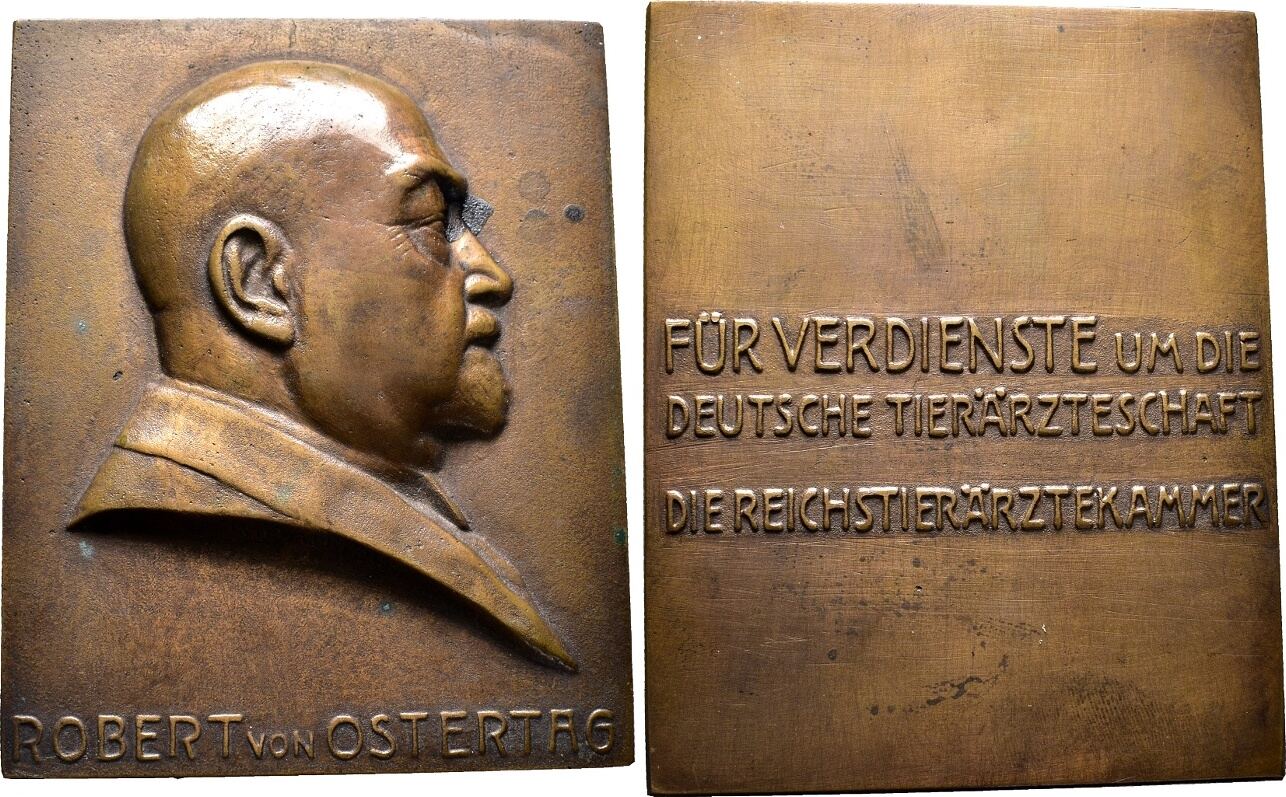 ROBERT VON OSTERTAG
FÜR VERDIENSTE UM DIE
DEUTSCHE TIERÄRZTESCHAFT
DIE REICHSTIERÄRZTEKAMMER